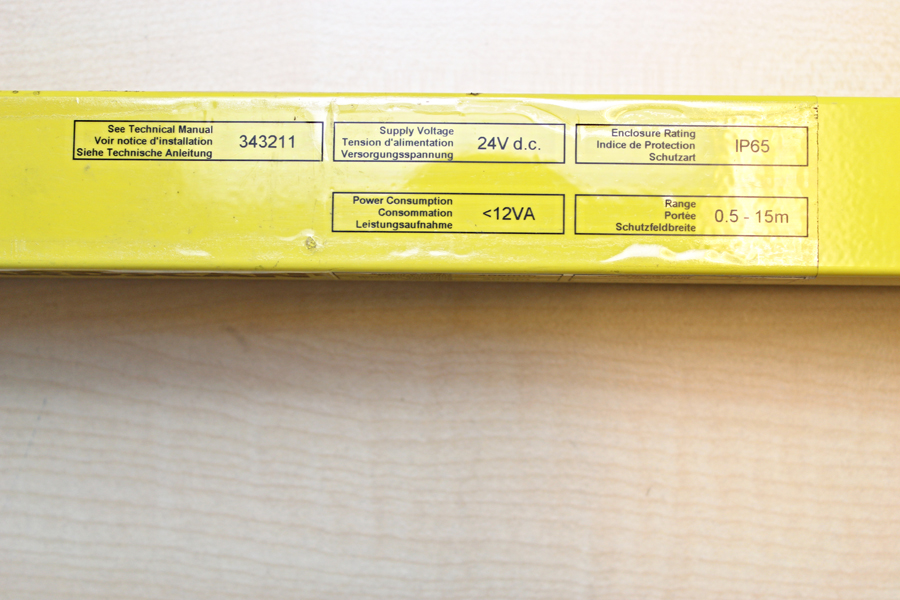 See Technical Manual
Voir notice d'installation
Siehe Technische Anleitung
343211
Supply Voltage
Tension d'alimentation
Versorgungsspannung
24V d.c.
Enclosure Rating
Indice de Protection
Schutzart
IP65
Power Consumption
Consommation
Leistungsaufnahme
<12VA
Range
Portée
Schutzfeldbreite
0.5 - 15m